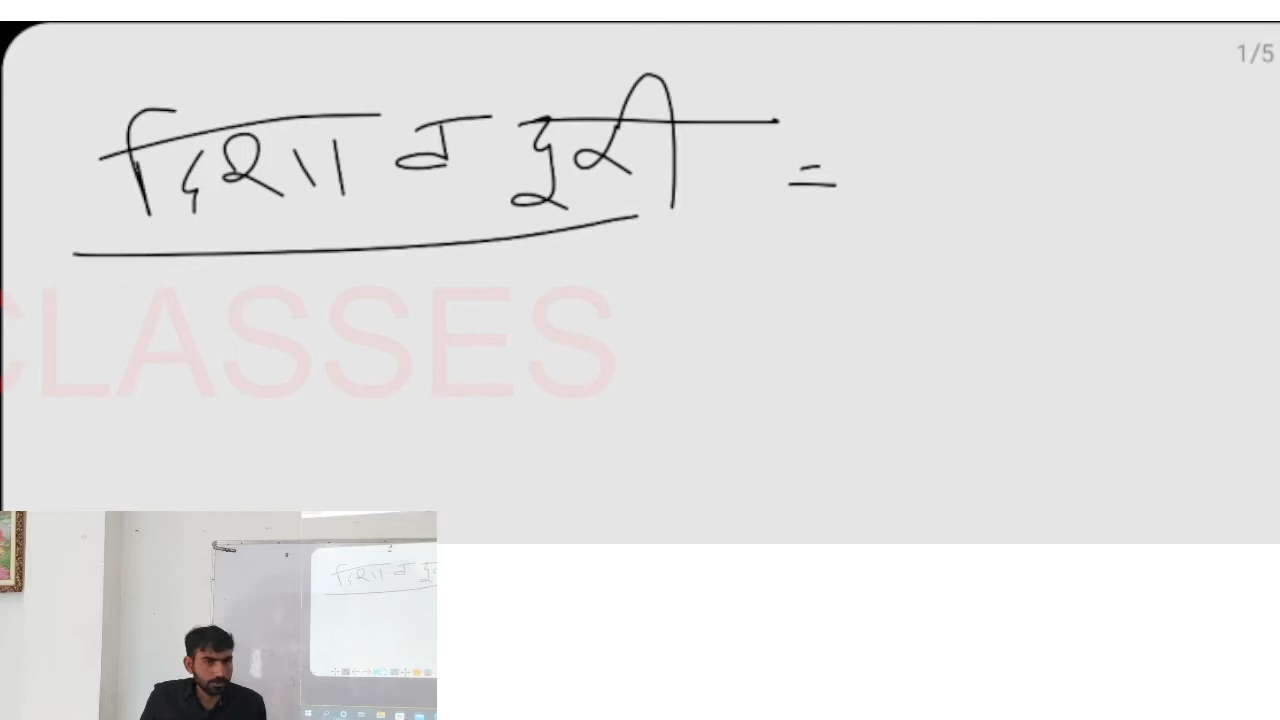 1/5
दिशा व दुरी =
CLASSES